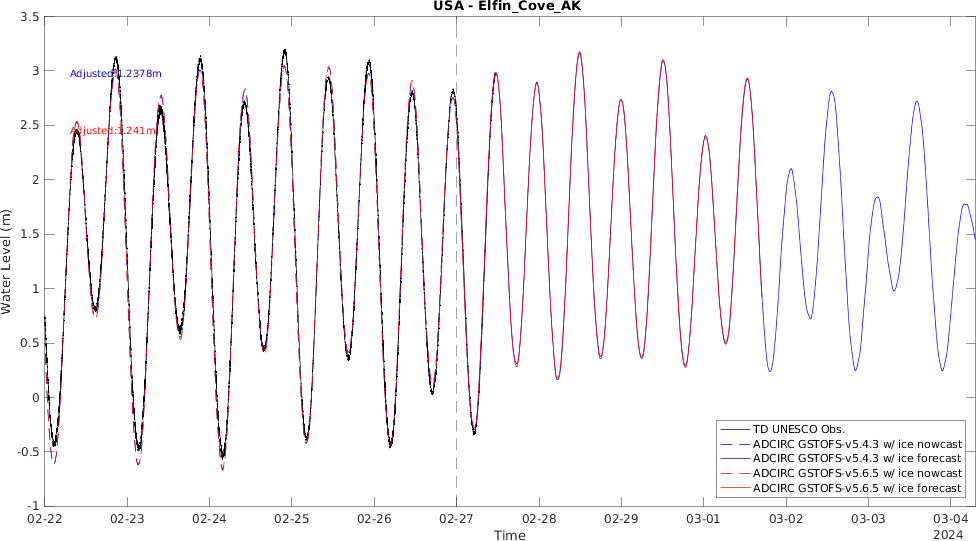 USA - Elfin_Cove_AK
3.5
3
2.5
2
1.5
1
0.5
0
-0.5
-1
Water Level (m)
Adjusted:1.2378m
Adjusted:1.241m
TD UNESCO Obs.
ADCIRC GSTOFS-v5.4.3 w/ ice nowcast
ADCIRC GSTOFS-v5.4.3 w/ ice forecast
ADCIRC GSTOFS-v5.6.5 w/ ice nowcast
ADCIRC GSTOFS-v5.6.5 w/ ice forecast
02-22 02-23 02-24 02-25 02-26 02-27 02-28 02-29 03-01 03-02 03-03 03-04
Time
2024